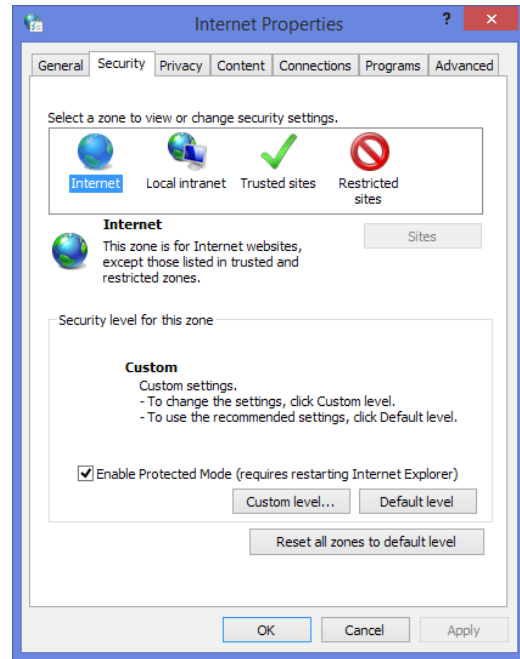 Internet Properties
?
General Security Privacy Content Connections Programs Advanced
Select a zone to view or change security settings.
Internet Local intranet Trusted sites Restricted
sites
Internet
This zone is for Internet websites,
except those listed in trusted and
restricted zones.
Sites
Security level for this zone
Custom
Custom settings.
- To change the settings, click Custom level.
- To use the recommended settings, click Default level.
Enable Protected Mode (requires restarting Internet Explorer)
Custom level... Default level
Reset all zones to default level
OK Cancel Apply